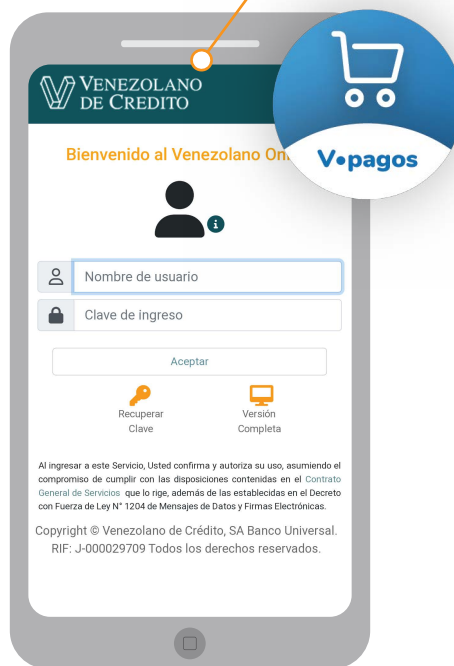 VENEZOLANO
DE CREDITO
Bienvenido al Venezolano
V•pagos
Nombre de usuario
Clave de ingreso
Aceptar
Recuperar
Clave
Versión
Completa
Al ingresar a este Servicio, Usted confirma y autoriza su uso, asumiendo el
compromiso de cumplir con las disposiciones contenidas en el Contrato
General de Servicios que lo rige, además de las establecidas en el Decreto
con Fuerza de Ley N° 1204 de Mensajes de Datos y Firmas Electrónicas.
Copyright © Venezolano de Crédito, SA Banco Universal.
RIF: J-000029709 Todos los derechos reservados.